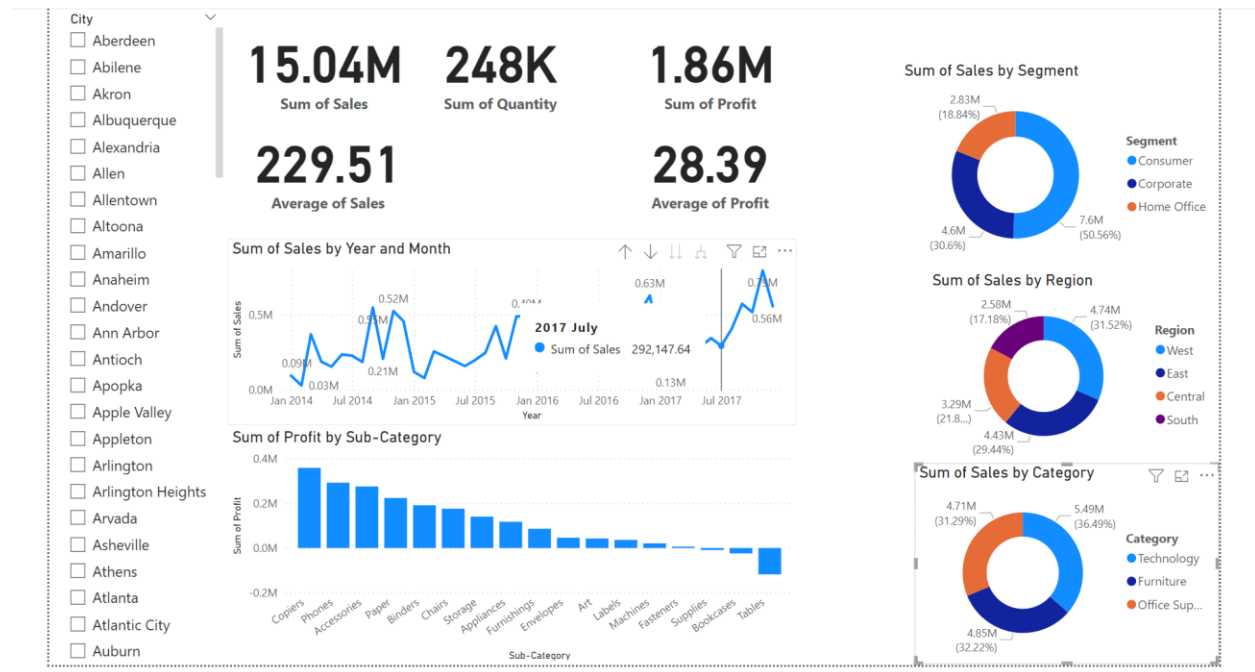 City
Aberdeen
Abilene
Akron
Albuquerque
Alexandria
Allen
Allentown
Altoona
Amarillo
Anaheim
Andover
Ann Arbor
Antioch
Apopka
Apple Valley
Appleton
Arlington
Arlington Heights
Arvada
Asheville
Athens
Atlanta
Atlantic City
Auburn
15.04M
Sum of Sales
248K
Sum of Quantity
1.86M
Sum of Profit
229.51
Average of Sales
28.39
Average of Profit
Sum of Sales by Year and Month
Sum of Sales
0.5M
0.0M
0.09M
0.03M
0.55M
0.52M
0.21M
0.63M
0.13M
0.79M
0.56M
2017 July
Sum of Sales 292,147.64
Jan 2014
Jul 2014
Jan 2015
Jul 2015
Jan 2016
Jul 2016
Jan 2017
Jul 2017
Year
Sum of Profit by Sub-Category
Sum of Profit
0.4M
0.2M
0.0M
-0.2M
Copiers
Phones
Accessories
Paper
Binders
Chairs
Storage
Appliances
Furnishings
Envelopes
Art
Labels
Machines
Fasteners
Supplies
Bookcases
Tables
Sub-Category
Sum of Sales by Segment
2.83M
(18.84%)
4.6M
(30.6%)
7.6M
(50.56%)
Segment
Consumer
Corporate
Home Office
Sum of Sales by Region
2.58M
(17.18%)
4.74M
(31.52%)
3.29M
(21.8...)
4.43M
(29.44%)
Region
West
East
Central
South
Sum of Sales by Category
4.71M
(31.29%)
5.49M
(36.49%)
4.85M
(32.22%)
Category
Technology
Furniture
Office Sup...